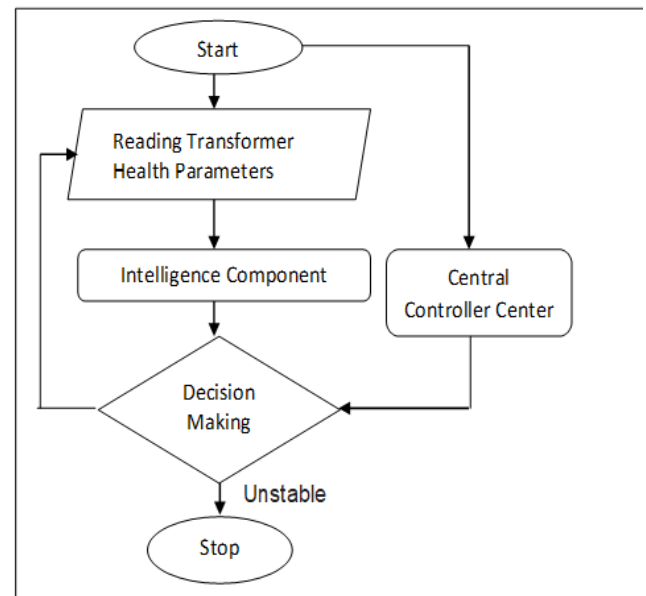 Start
Reading Transformer
Health Parameters
Intelligence Component
Central
Controller Center
Decision
Making
Unstable
Stop